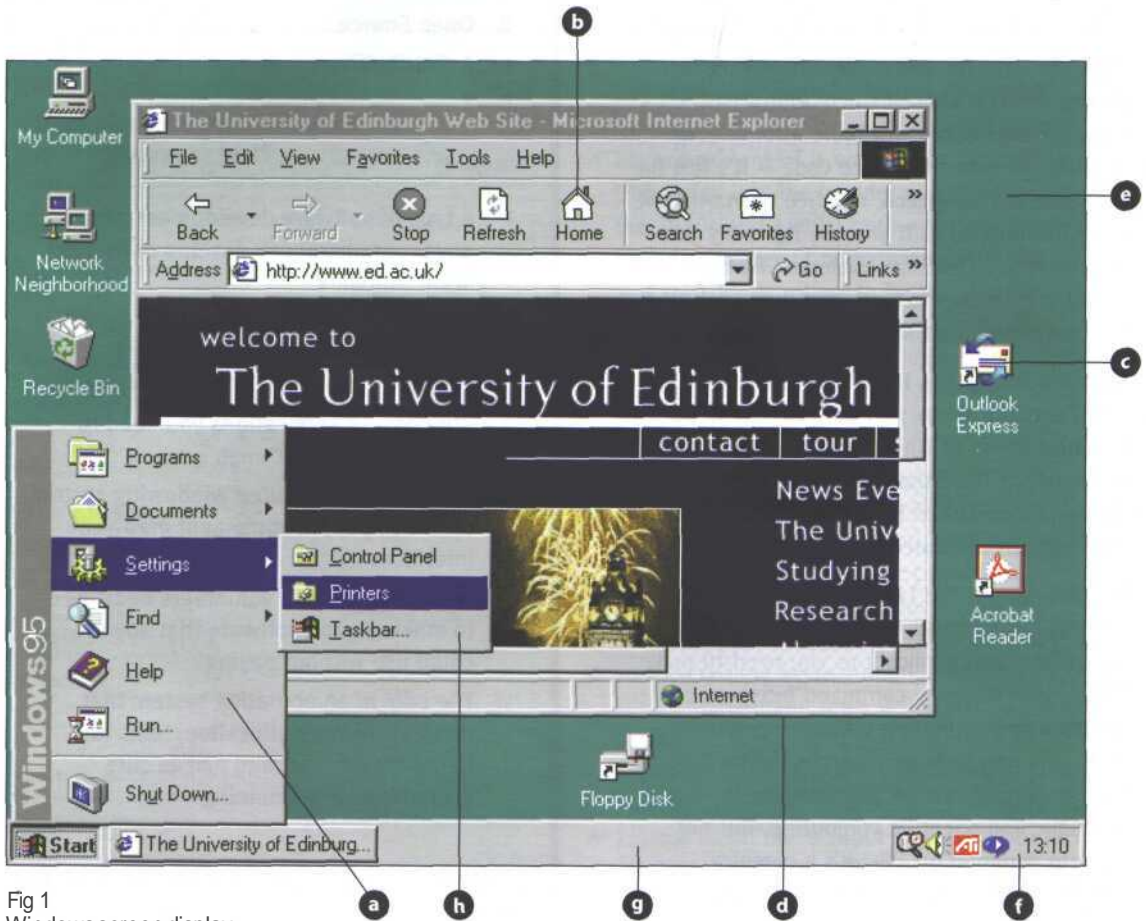 b
My Computer
The University of Edinburgh Web Site - Microsoft Internet Explorer
File Edit View Favorites Tools Help
e
Back Forward Stop Refresh Home Search Favorites History »
Network
Neighborhood
Address http://www.ed.ac.uk/ Go Links »
welcome to
The University of Edinburgh
c
Recycle Bin
Outlook
Express
contact tour s
Programs
News Eve
Documents
The Univ
Settings
Control Panel
Studying
Printers
Research
Find
Taskbar...
Acrobat
Reader
Help
Internet
Run...
Windows95
Shut Down...
Floppy Disk
Start The University of Edinburg... ATI 13:10
Fig 1
a h g d f